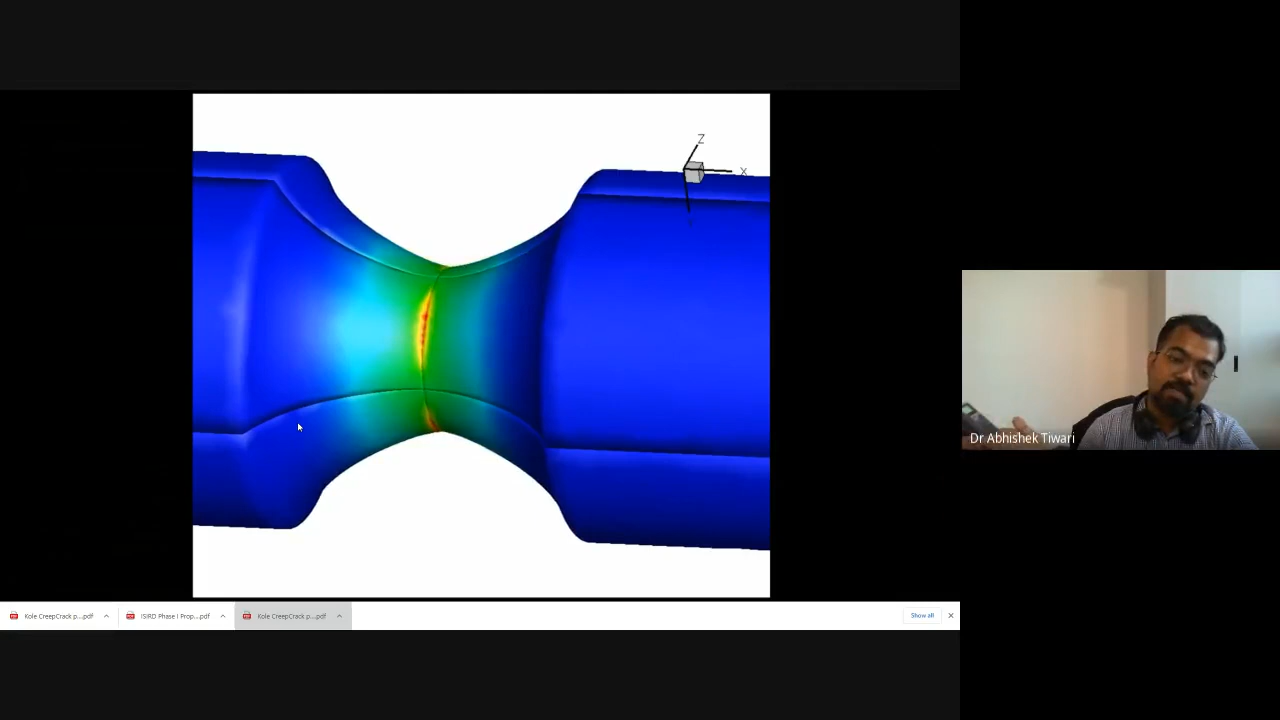 Z
X
Y
Dr Abhishek Tiwari
Kole CreepCrack p....pdf
ISIRD Phase I Prop....pdf
Kole CreepCrack p....pdf
Show all